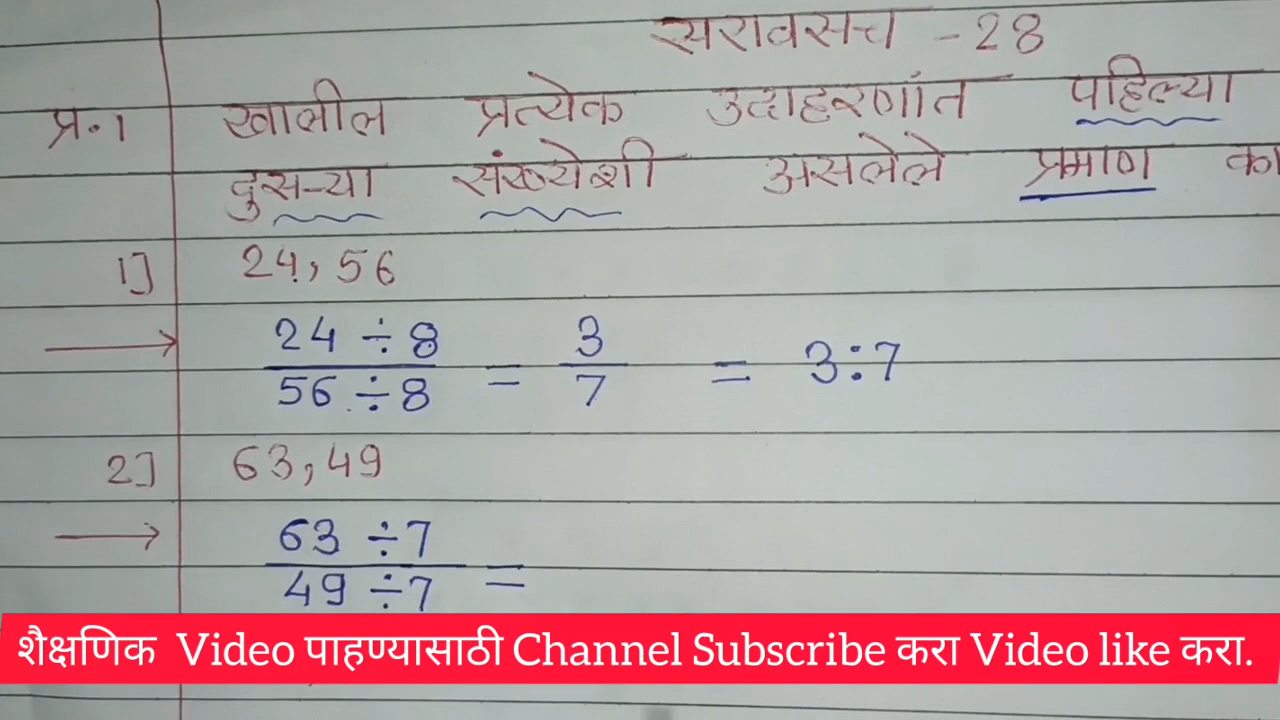 सरावसंच - 28
प्र.1 खालील प्रत्येक उदाहरणांत पहिल्या
दुसऱ्या संख्येशी असलेले प्रमाण का
1] 24, 56
→ 24 ÷ 8 / 56 ÷ 8 = 3 / 7 = 3:7
2] 63, 49
→ 63 ÷ 7 / 49 ÷ 7 =
शैक्षणिक Video पाहण्यासाठी Channel Subscribe करा Video like करा.